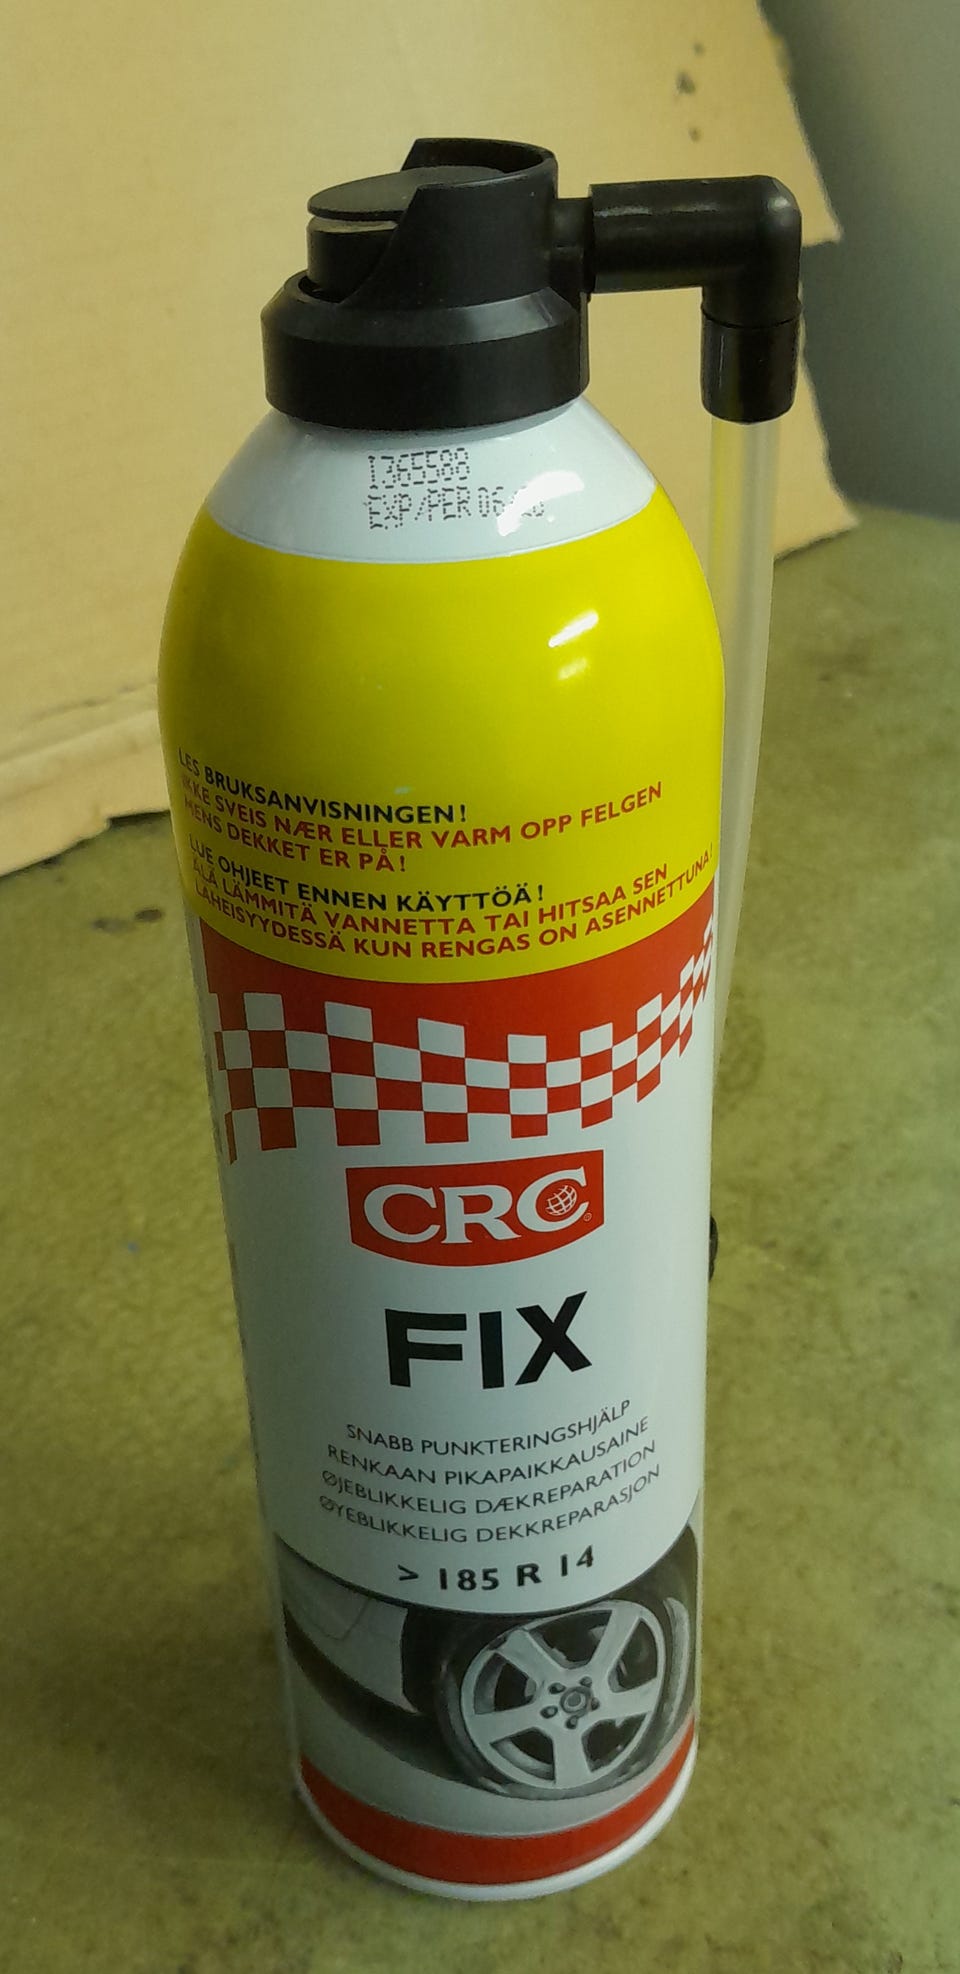 1365588
EXP/PER 06/
LES BRUKSANVISNINGEN!
IKKE SVEIS NÆR ELLER VARM OPP FELGEN
MENS DEKKET ER PÅ!
LUE OHJEET ENNEN KÄYTTÖÄ!
ÄLÄ LÄMMITÄ VANNETTA TAI HITSAA SEN
LÄHEISYYDESSÄ KUN RENGAS ON ASENNETTUNA!
CRC
FIX
SNABB PUNKTERINGSHJÄLP
RENKAAN PIKAPAIKKAUSAINE
ØJEBLIKKELIG DÆKREPARATION
ØYEBLIKKELIG DEKKREPARASJON
> 185 R 14